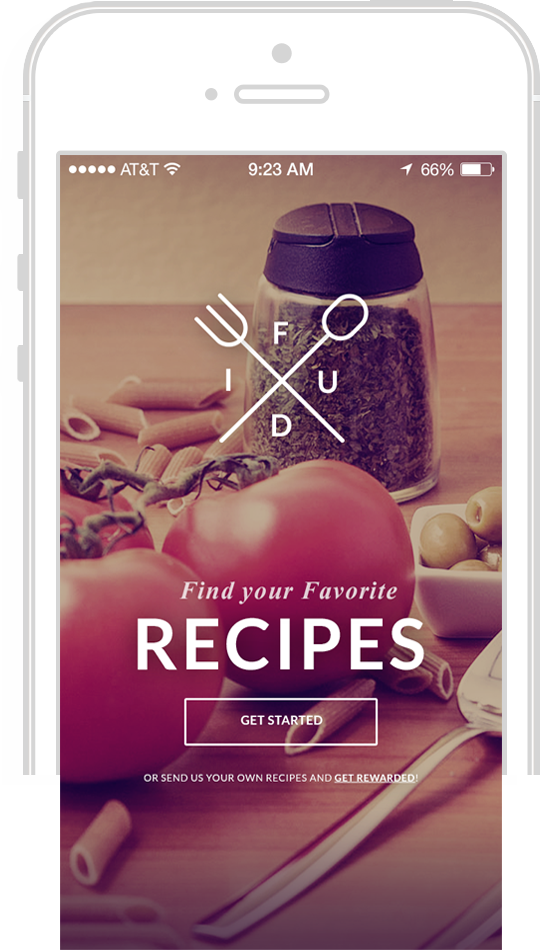 AT&T 9:23 AM 66%
F
I U
D
Find your Favorite
RECIPES
GET STARTED
OR SEND US YOUR OWN RECIPES AND GET REWARDED!